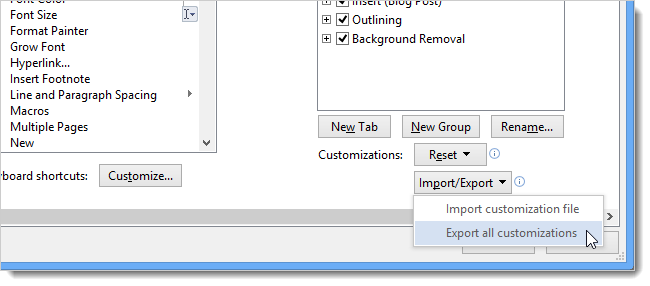 Font Color
Font Size
Format Painter
Grow Font
Hyperlink...
Insert Footnote
Line and Paragraph Spacing
Macros
Multiple Pages
New
Insert (Blog Post)
Outlining
Background Removal
New Tab
New Group
Rename...
Customizations:
Reset
yboard shortcuts:
Customize...
Import/Export
Import customization file
Export all customizations